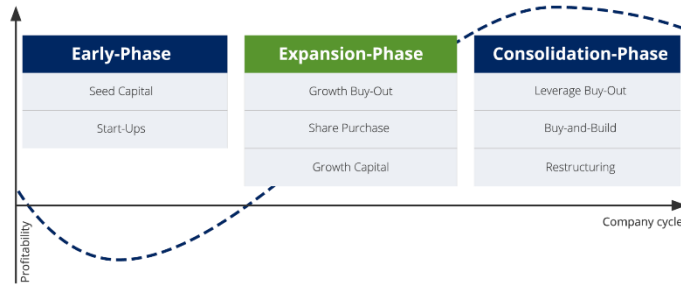 Early-Phase
Seed Capital
Start-Ups
Expansion-Phase
Growth Buy-Out
Share Purchase
Growth Capital
Consolidation-Phase
Leverage Buy-Out
Buy-and-Build
Restructuring
Company cycle
Profitability